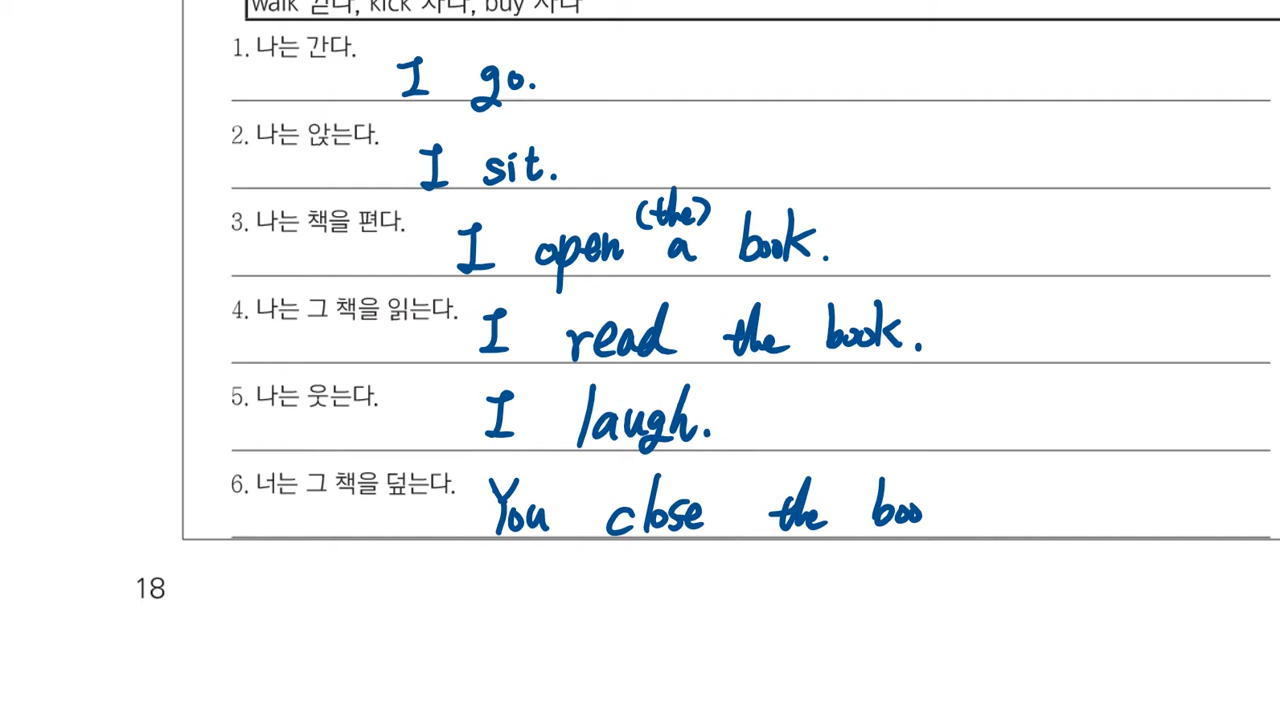 walk 걷다, kick 차다, buy 사다
1. 나는 간다. I go.
2. 나는 앉는다. I sit.
3. 나는 책을 편다. I open (the) a book.
4. 나는 그 책을 읽는다. I read the book.
5. 나는 웃는다. I laugh.
6. 너는 그 책을 덮는다. You close the boo
18